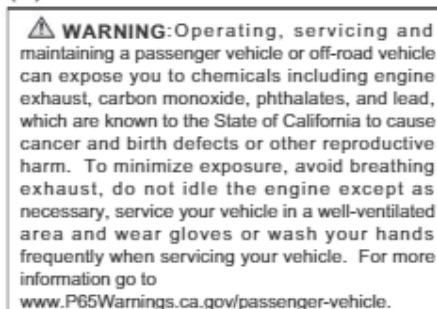 ⚠ WARNING:Operating, servicing and
maintaining a passenger vehicle or off-road vehicle
can expose you to chemicals including engine
exhaust, carbon monoxide, phthalates, and lead,
which are known to the State of California to cause
cancer and birth defects or other reproductive
harm. To minimize exposure, avoid breathing
exhaust, do not idle the engine except as
necessary, service your vehicle in a well-ventilated
area and wear gloves or wash your hands
frequently when servicing your vehicle. For more
information go to
www.P65Warnings.ca.gov/passenger-vehicle.